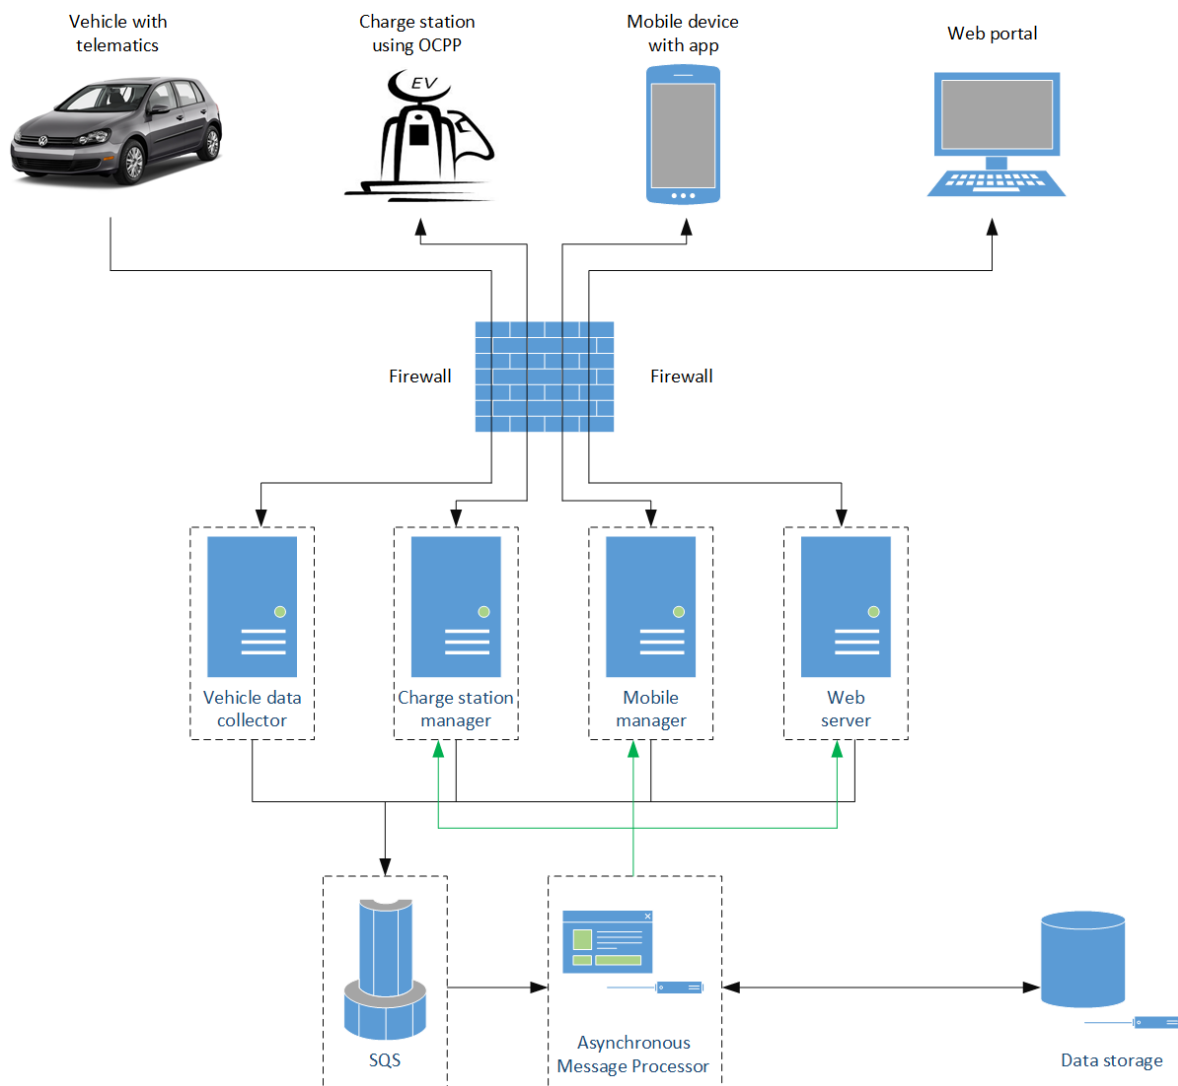 Vehicle with
telematics
Charge station
using OCPP
Mobile device
with app
Web portal
EV
Firewall
Firewall
Vehicle data
collector
Charge station
manager
Mobile
manager
Web
server
SQS
Asynchronous
Message Processor
Data storage